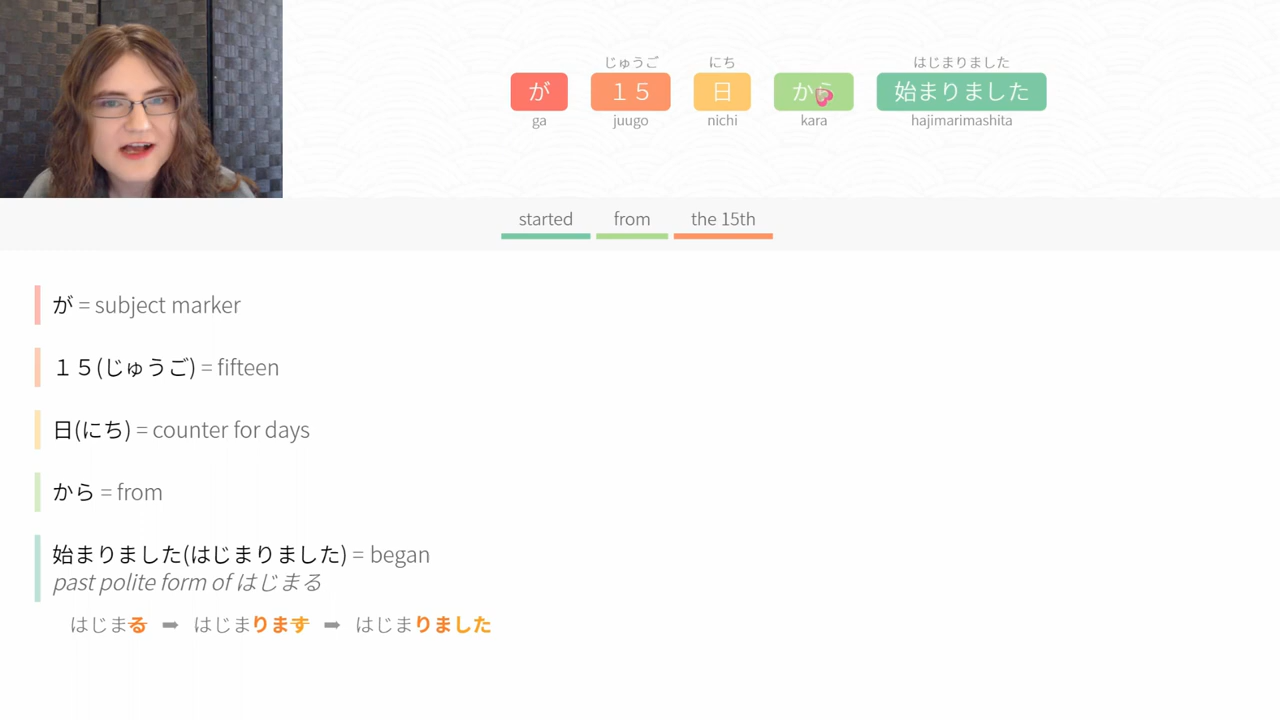 じゅうご にち はじまりました
が １５ 日 から 始まりました
ga juugo nichi kara hajimarimashita
started from the 15th
が = subject marker
１５(じゅうご) = fifteen
日(にち) = counter for days
から = from
始まりました(はじまりました) = began
past polite form of はじまる
はじまる ➡ はじまります ➡ はじまりました